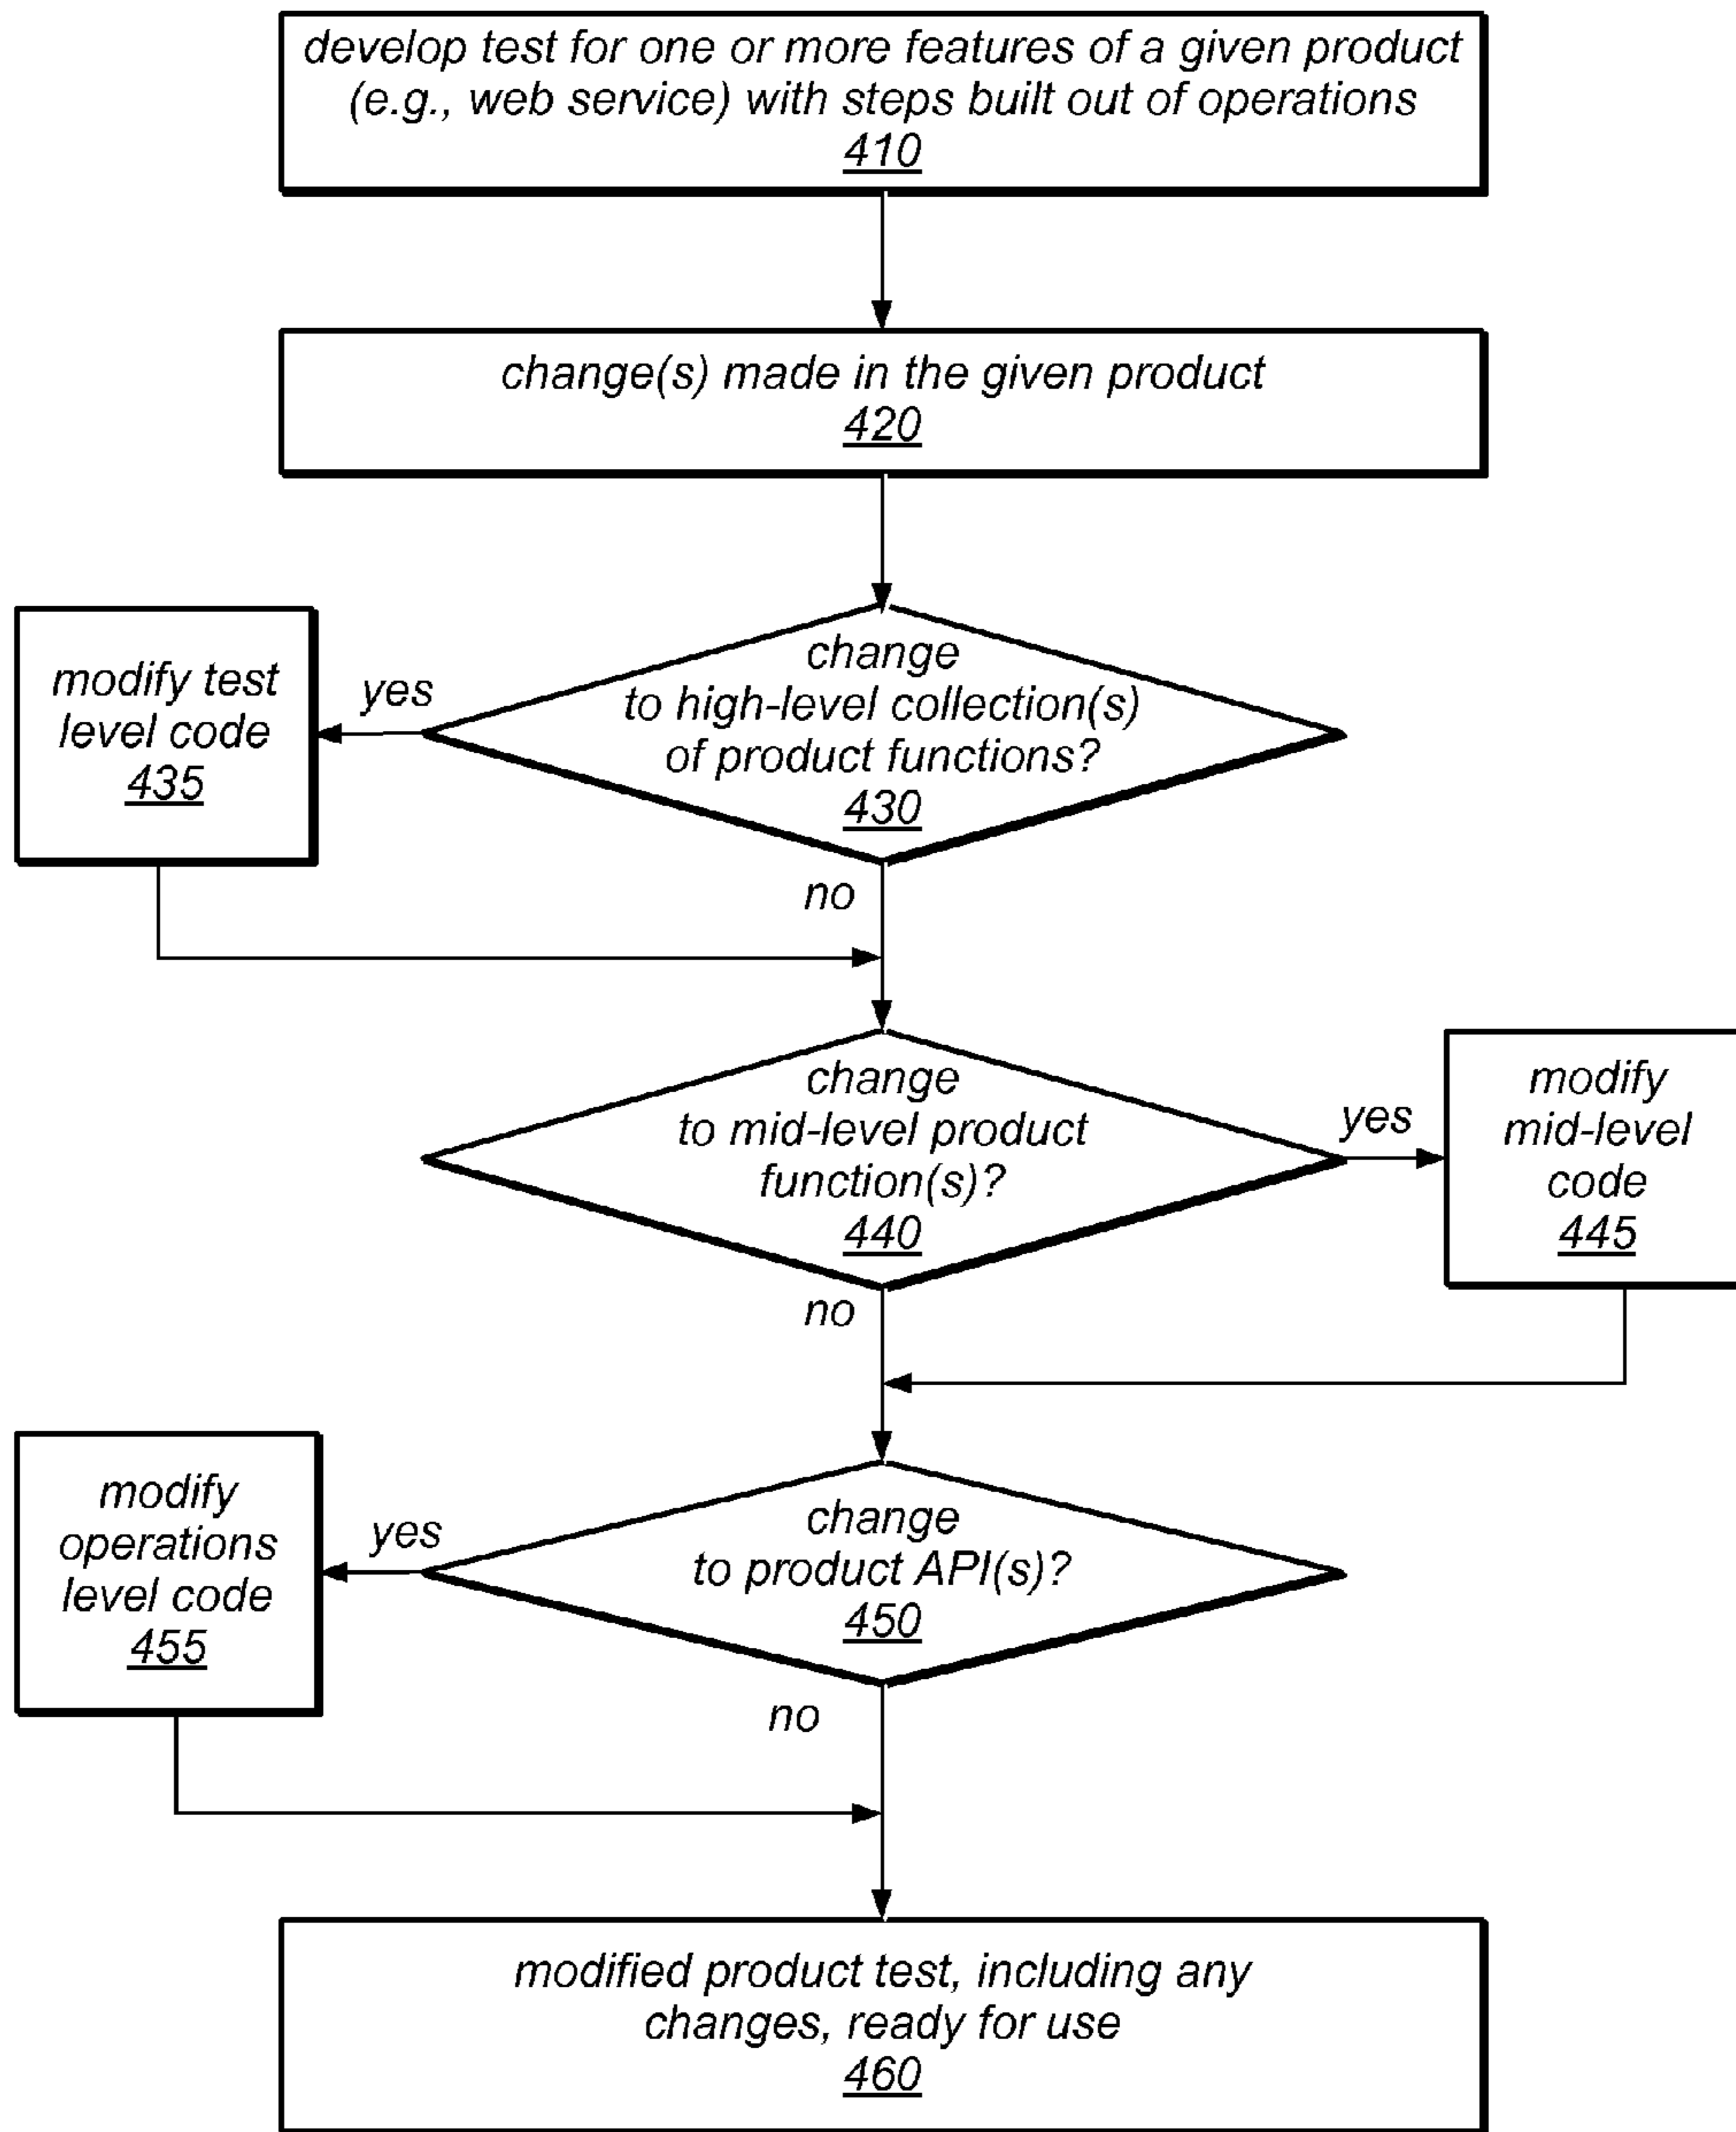 develop test for one or more features of a given product
(e.g., web service) with steps built out of operations
410
change(s) made in the given product
420
change
to high-level collection(s)
of product functions?
430
yes
modify test
level code
435
no
change
to mid-level product
function(s)?
440
yes
modify
mid-level
code
445
no
change
to product API(s)?
450
yes
modify
operations
level code
455
no
modified product test, including any
changes, ready for use
460